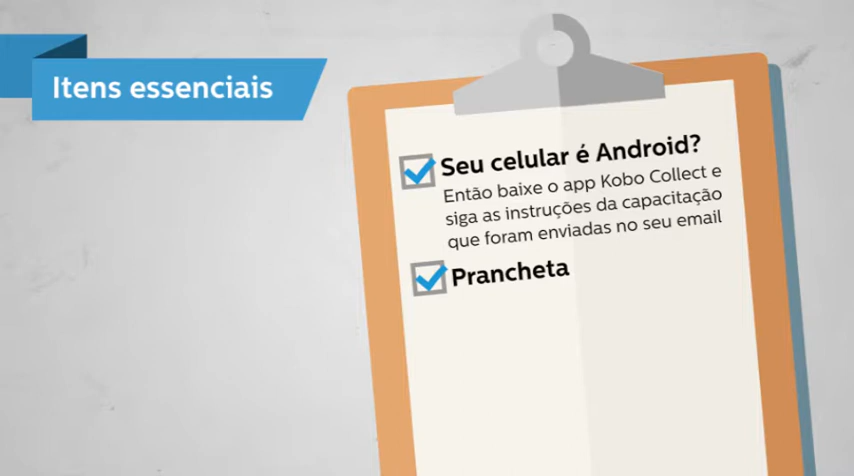 Itens essenciais
Seu celular é Android?
Então baixe o app Kobo Collect e
siga as instruções da capacitação
que foram enviadas no seu email
Prancheta